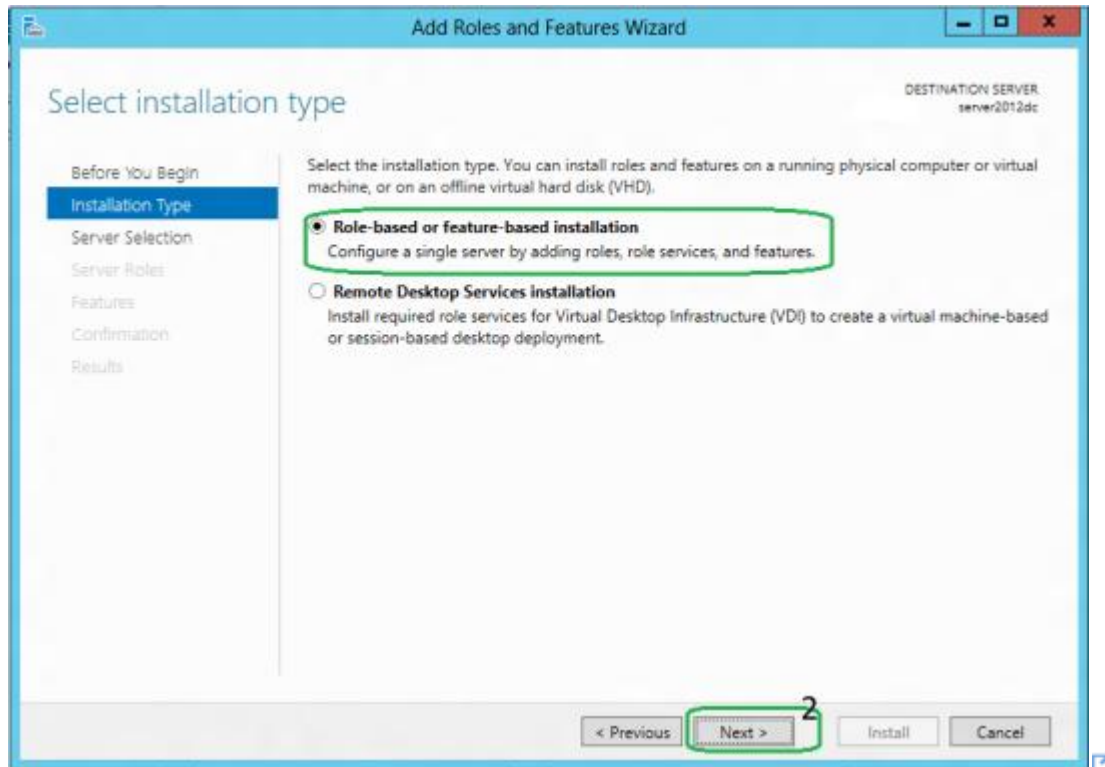 Add Roles and Features Wizard
Select installation type
DESTINATION SERVER
server2012dc
Before You Begin
Installation Type
Server Selection
Server Roles
Features
Confirmation
Results
Select the installation type. You can install roles and features on a running physical computer or virtual
machine, or on an offline virtual hard disk (VHD).
Role-based or feature-based installation
Configure a single server by adding roles, role services, and features.
Remote Desktop Services installation
Install required role services for Virtual Desktop Infrastructure (VDI) to create a virtual machine-based
or session-based desktop deployment.
2
< Previous Next > Install Cancel